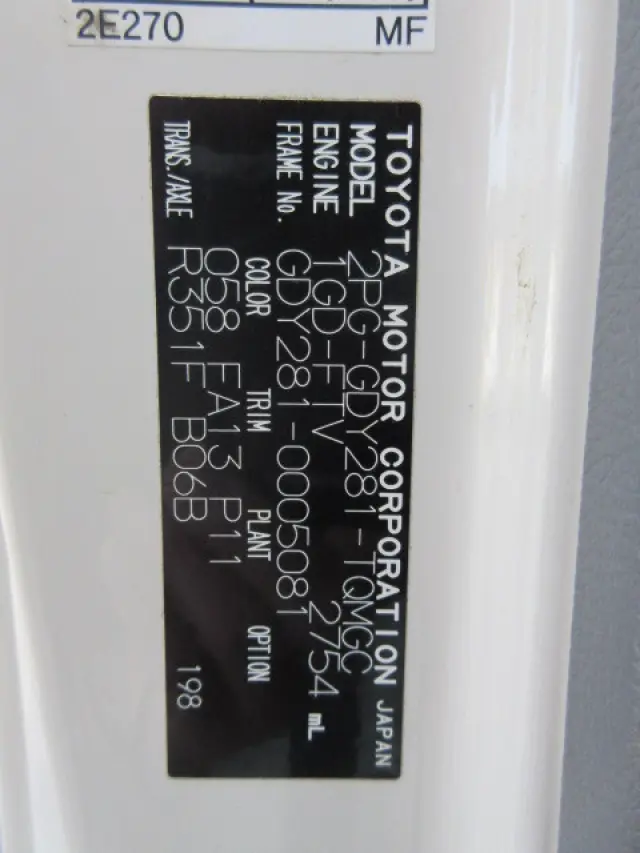 2E270 MF
TOYOTA MOTOR CORPORATION JAPAN
MODEL 2PG-GDY281-TQMGC
ENGINE 1GD-FTV 2754 mL
FRAME No. GDY281-0005081
COLOR TRIM PLANT OPTION
058 FA13 P11
TRANS./AXLE R351F B06B 198